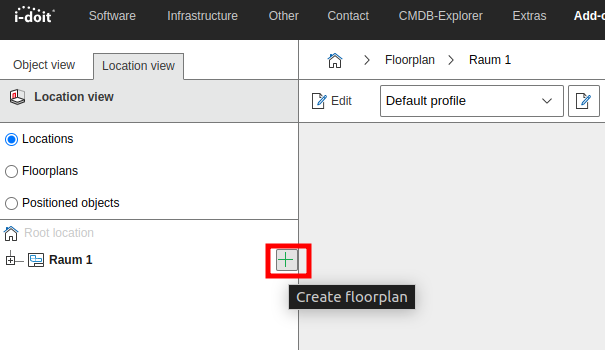 i-doit
Software Infrastructure Other Contact CMDB-Explorer Extras
Object view Location view
Floorplan Raum 1
Location view
Edit Default profile
Locations
Floorplans
Positioned objects
Root location
Raum 1
Create floorplan